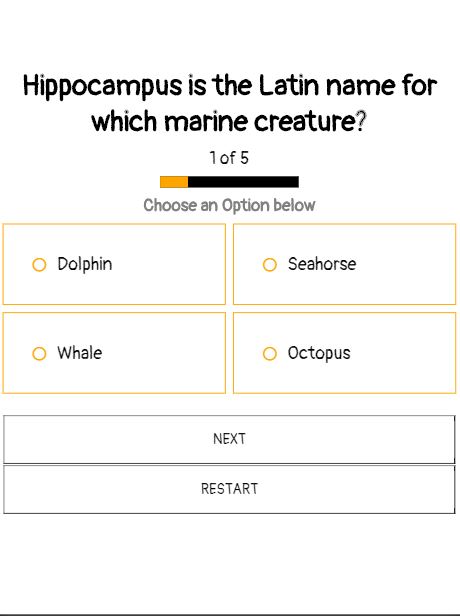 Hippocampus is the Latin name for
which marine creature?
1 of 5
Choose an Option below
Dolphin
Seahorse
Whale
Octopus
NEXT
RESTART